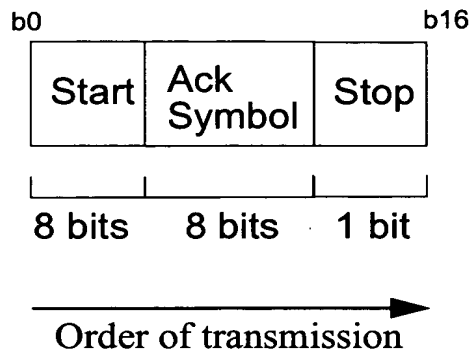 b0 b16
Start Ack Symbol Stop
8 bits 8 bits 1 bit
Order of transmission